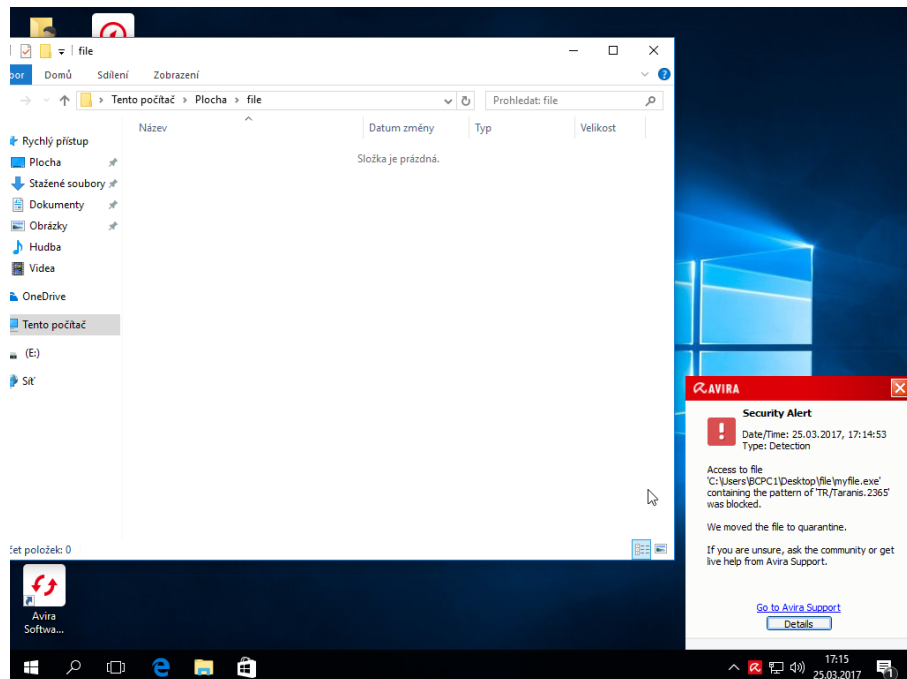 file
bor Domů Sdílení Zobrazení
Tento počítač › Plocha › file
Prohledat: file
Název Datum změny Typ Velikost
Složka je prázdná.
Rychlý přístup
Plocha
Stažené soubory
Dokumenty
Obrázky
Hudba
Videa
OneDrive
Tento počítač
(E:)
Síť
čet položek: 0
AVIRA
Security Alert
Date/Time: 25.03.2017, 17:14:53
Type: Detection
Access to file
'C:\Users\BCPC1\Desktop\file\myfile.exe'
containing the pattern of 'TR/Taranis.2365'
was blocked.
We moved the file to quarantine.
If you are unsure, ask the community or get
live help from Avira Support.
Go to Avira Support
Details
Avira
Softwa...
17:15
25.03.2017
1